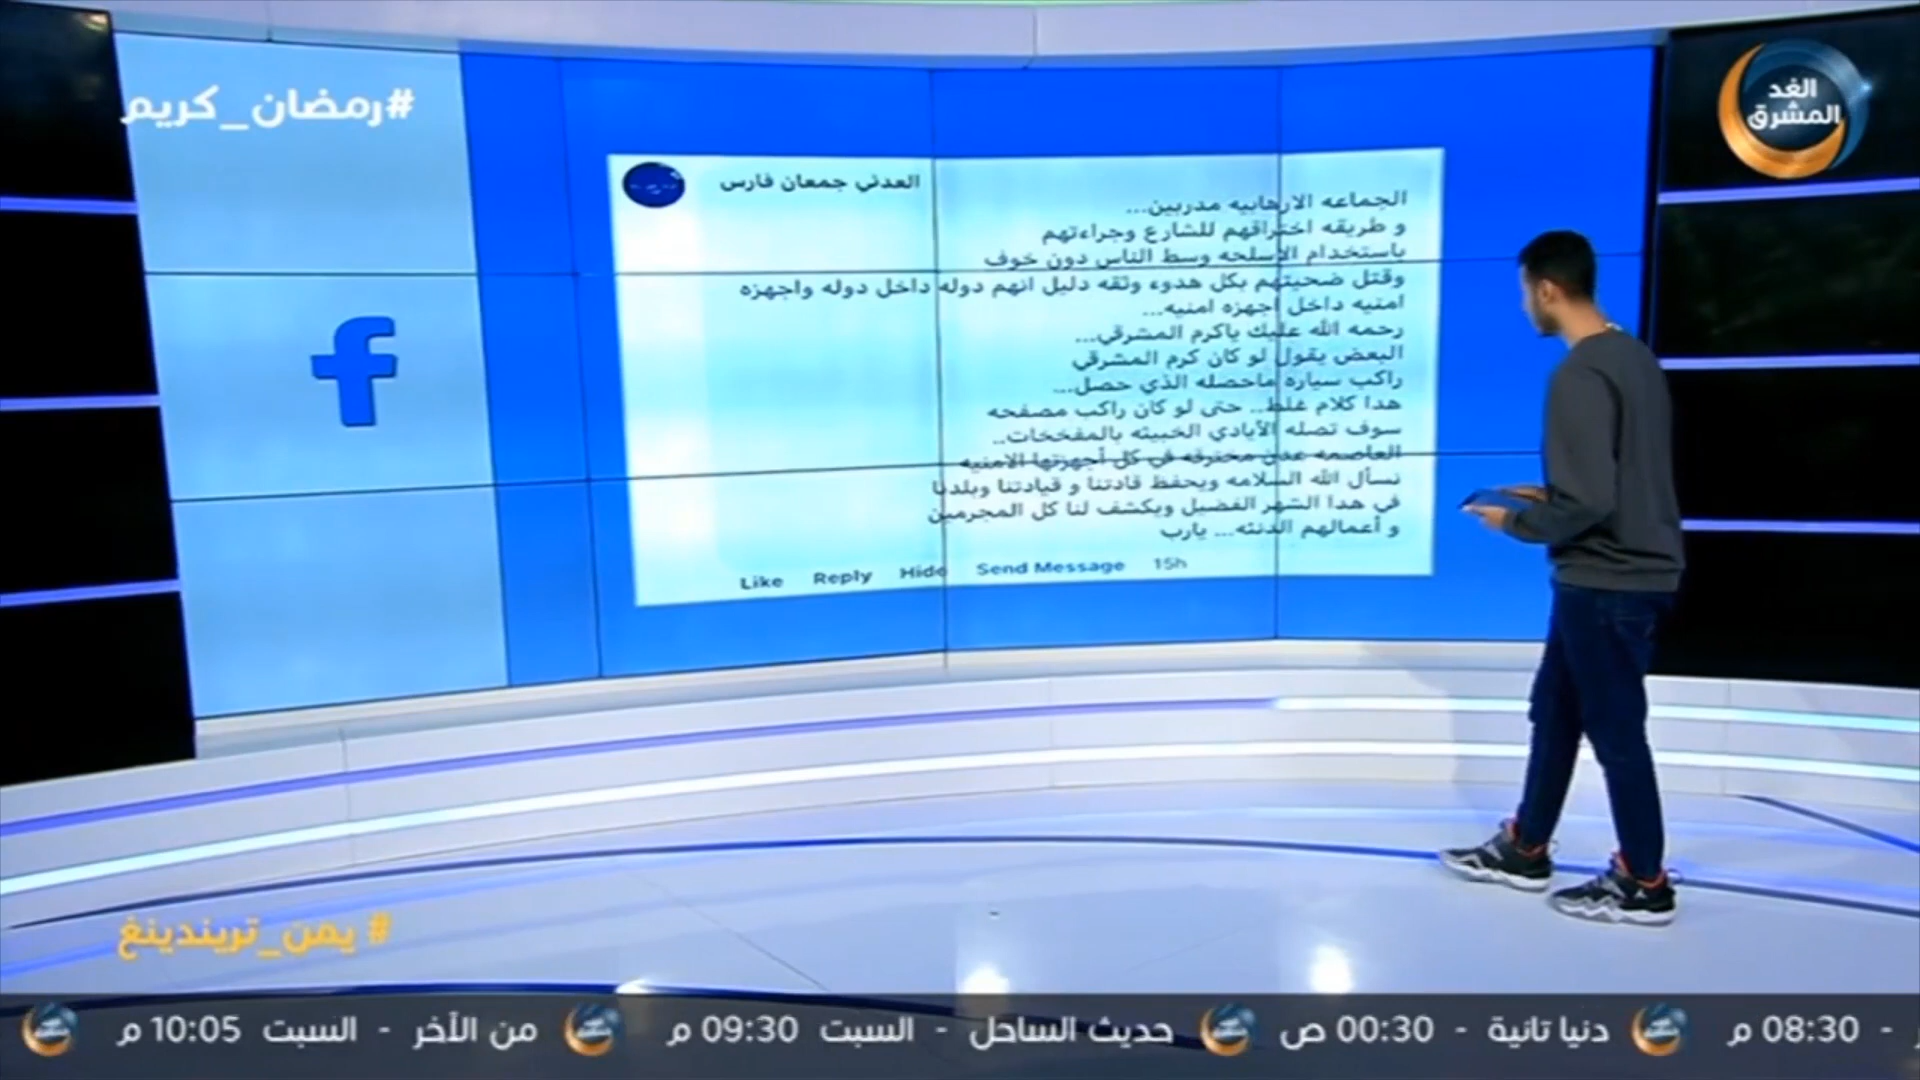 #رمضان_كريم
الغد
المشرق
العدني جمعان فارس
الجماعه الارهابيه مدربين...
و طريقه اختراقهم للشارع وجراءتهم
باستخدام الاسلحه وسط الناس دون خوف
وقتل ضحيتهم بكل هدوء وثقه دليل انهم دوله داخل دوله واجهزه
امنيه داخل اجهزه امنيه...
رحمه الله عليك ياكرم المشرقي...
البعض يقول لو كان كرم المشرقي
راكب سياره ماحصله الذي حصل...
هدا كلام غلط.. حتى لو كان راكب مصفحه
سوف تصله الأيادي الخبيثه بالمفخخات..
العاصمه عدن مخترقه في كل أجهزتها الامنيه
نسأل الله السلامه ويحفظ قادتنا و قيادتنا وبلدنا
في هدا الشهر الفضيل ويكشف لنا كل المجرمين
و أعمالهم الدنئه... يارب
Like Reply Hide Send Message 15h
# يمن_تريندينغ
- 08:30 م دنيا تانية - 00:30 ص حديث الساحل - السبت 09:30 م من الآخر - السبت 10:05 م